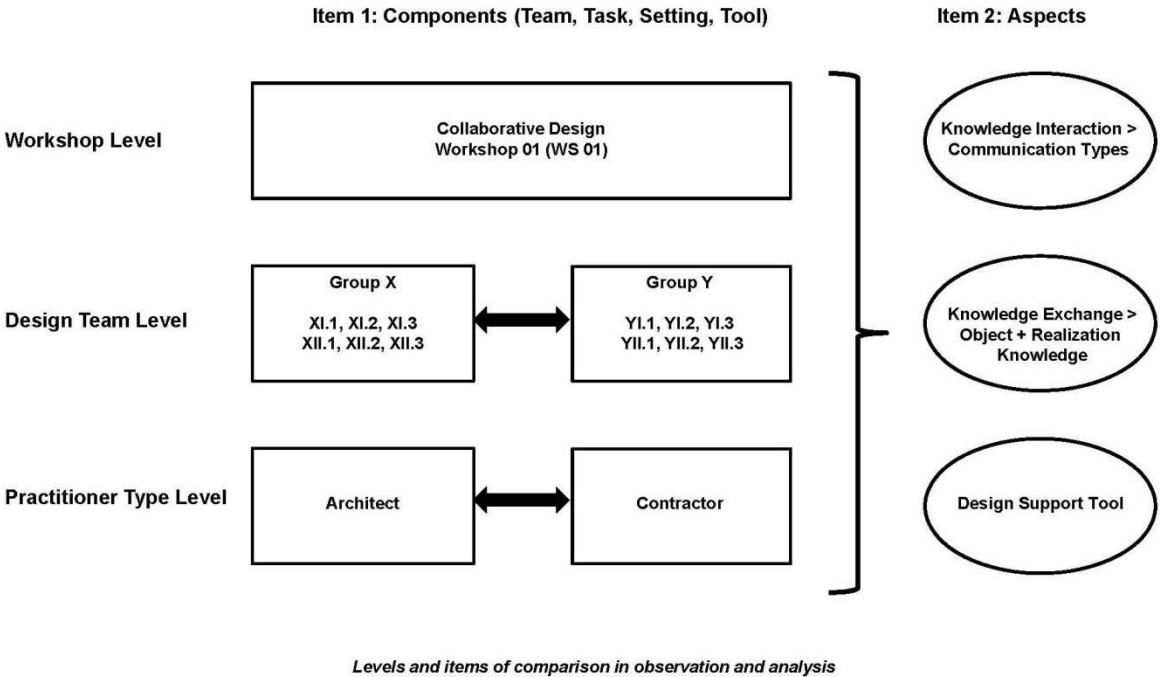 Item 1: Components (Team, Task, Setting, Tool)
Item 2: Aspects
Workshop Level
Collaborative Design
Workshop 01 (WS 01)
Knowledge Interaction >
Communication Types
Design Team Level
Group X
XI.1, XI.2, XI.3
XII.1, XII.2, XII.3
Group Y
YI.1, YI.2, YI.3
YII.1, YII.2, YII.3
Knowledge Exchange >
Object + Realization
Knowledge
Practitioner Type Level
Architect
Contractor
Design Support Tool
Levels and items of comparison in observation and analysis